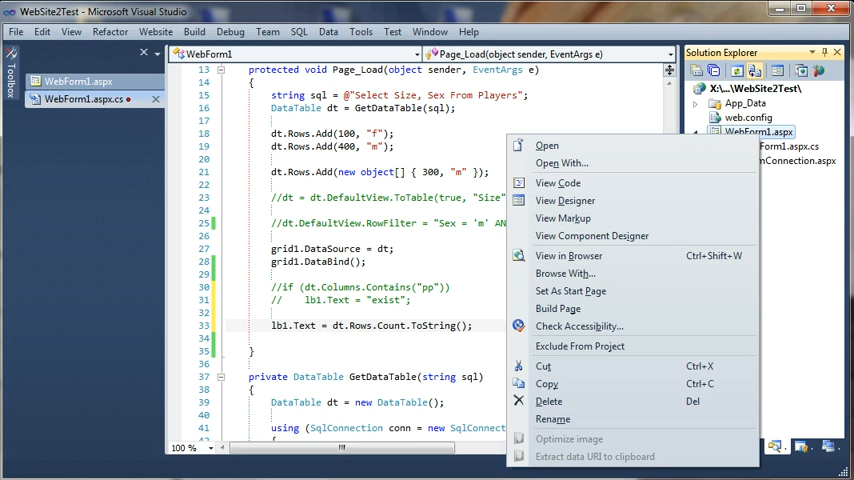 WebSite2Test - Microsoft Visual Studio
File Edit View Refactor Website Build Debug Team SQL Data Tools Test Window Help
Toolbox
WebForm1.aspx
WebForm1.aspx.cs
WebForm1
Page_Load(object sender, EventArgs e)
13 protected void Page_Load(object sender, EventArgs e)
14 {
15 string sql = @"Select Size, Sex From Players";
16 DataTable dt = GetDataTable(sql);
17
18 dt.Rows.Add(100, "f");
19 dt.Rows.Add(400, "m");
20
21 dt.Rows.Add(new object[] { 300, "m" });
22
23 //dt = dt.DefaultView.ToTable(true, "Size"
24
25 //dt.DefaultView.RowFilter = "Sex = 'm' AN
26
27 grid1.DataSource = dt;
28 grid1.DataBind();
29
30 //if (dt.Columns.Contains("pp"))
31 // lb1.Text = "exist";
32
33 lb1.Text = dt.Rows.Count.ToString();
34
35 }
36
37 private DataTable GetDataTable(string sql)
38 {
39 DataTable dt = new DataTable();
40
41 using (SqlConnection conn = new SqlConnec
42 {
100 %
Solution Explorer
X:\...\WebSite2Test\
App_Data
web.config
WebForm1.aspx
Form1.aspx.cs
mConnection.aspx
Open
Open With...
View Code
View Designer
View Markup
View Component Designer
View in Browser Ctrl+Shift+W
Browse With...
Set As Start Page
Build Page
Check Accessibility...
Exclude From Project
Cut Ctrl+X
Copy Ctrl+C
Delete Del
Rename
Optimize image
Extract data URI to clipboard